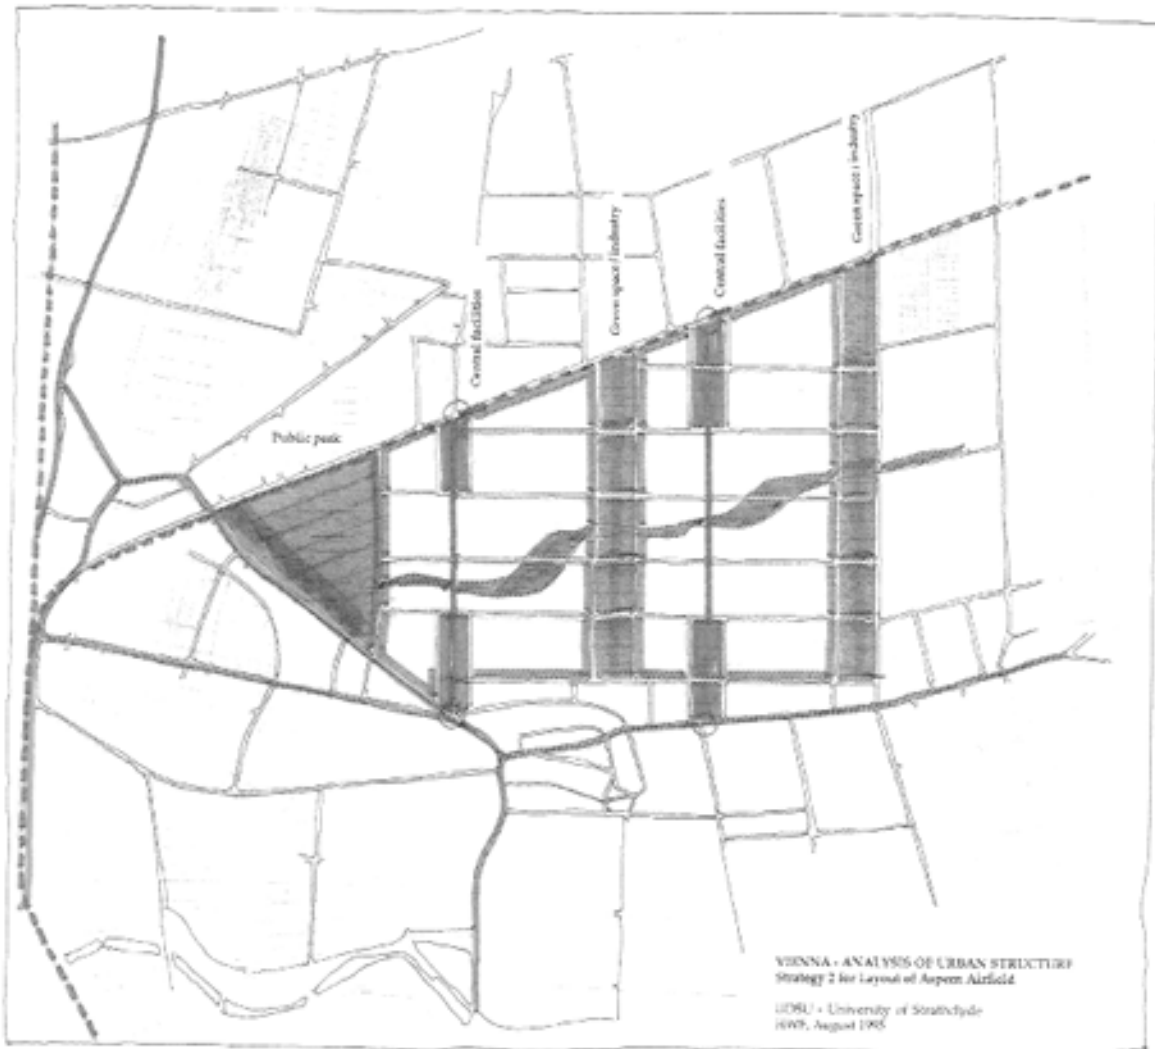 Green space / industry
Central facilities
Green space / industry
Central facilities
Public park
VIENNA - ANALYSIS OF URBAN STRUCTURE
Strategy 2 for Layout of Aspern Airfield
UDSU - University of Strathclyde
August 1995